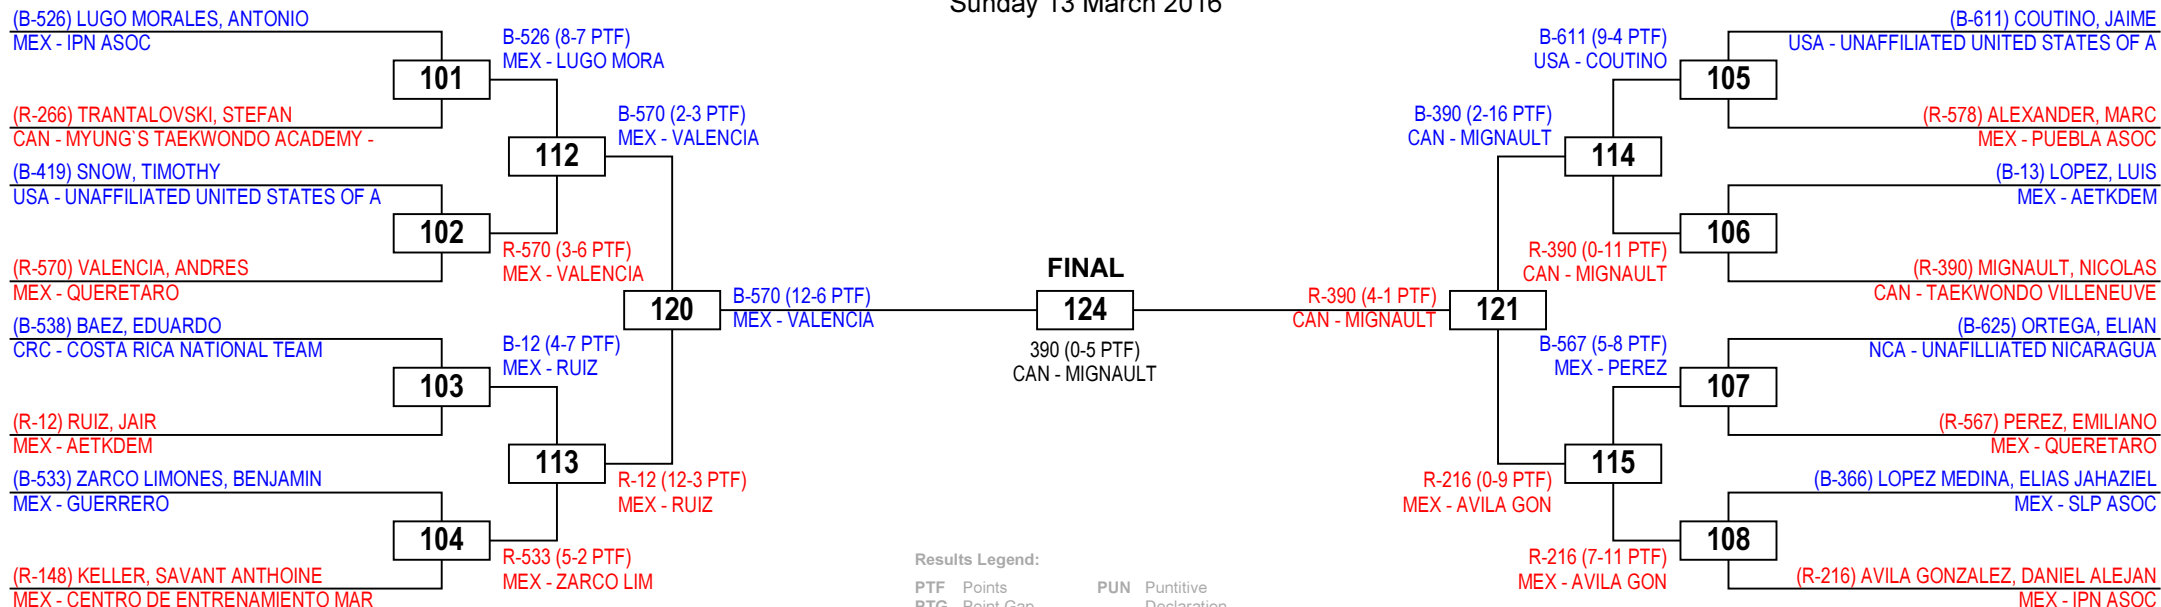 Sunday 13 March 2016
(B-526) LUGO MORALES, ANTONIO
MEX - IPN ASOC
101
(R-266) TRANTALOVSKI, STEFAN
CAN - MYUNG`S TAEKWONDO ACADEMY -
(B-419) SNOW, TIMOTHY
USA - UNAFFILIATED UNITED STATES OF A
102
(R-570) VALENCIA, ANDRES
MEX - QUERETARO
(B-538) BAEZ, EDUARDO
CRC - COSTA RICA NATIONAL TEAM
103
(R-12) RUIZ, JAIR
MEX - AETKDEM
(B-533) ZARCO LIMONES, BENJAMIN
MEX - GUERRERO
104
(R-148) KELLER, SAVANT ANTHOINE
MEX - CENTRO DE ENTRENAMIENTO MAR
B-526 (8-7 PTF)
MEX - LUGO MORA
112
R-570 (3-6 PTF)
MEX - VALENCIA
B-12 (4-7 PTF)
MEX - RUIZ
113
R-533 (5-2 PTF)
MEX - ZARCO LIM
B-570 (2-3 PTF)
MEX - VALENCIA
120
R-12 (12-3 PTF)
MEX - RUIZ
B-570 (12-6 PTF)
MEX - VALENCIA
FINAL
124
390 (0-5 PTF)
CAN - MIGNAULT
R-390 (4-1 PTF)
CAN - MIGNAULT
B-390 (2-16 PTF)
CAN - MIGNAULT
121
R-216 (0-9 PTF)
MEX - AVILA GON
B-611 (9-4 PTF)
USA - COUTINO
114
R-390 (0-11 PTF)
CAN - MIGNAULT
B-567 (5-8 PTF)
MEX - PEREZ
115
R-216 (7-11 PTF)
MEX - AVILA GON
(B-611) COUTINO, JAIME
USA - UNAFFILIATED UNITED STATES OF A
105
(R-578) ALEXANDER, MARC
MEX - PUEBLA ASOC
(B-13) LOPEZ, LUIS
MEX - AETKDEM
106
(R-390) MIGNAULT, NICOLAS
CAN - TAEKWONDO VILLENEUVE
(B-625) ORTEGA, ELIAN
NCA - UNAFILLIATED NICARAGUA
107
(R-567) PEREZ, EMILIANO
MEX - QUERETARO
(B-366) LOPEZ MEDINA, ELIAS JAHAZIEL
MEX - SLP ASOC
108
(R-216) AVILA GONZALEZ, DANIEL ALEJAN
MEX - IPN ASOC
Results Legend:
PTF Points PUN Puntitive
PTG Point Gap Declaration